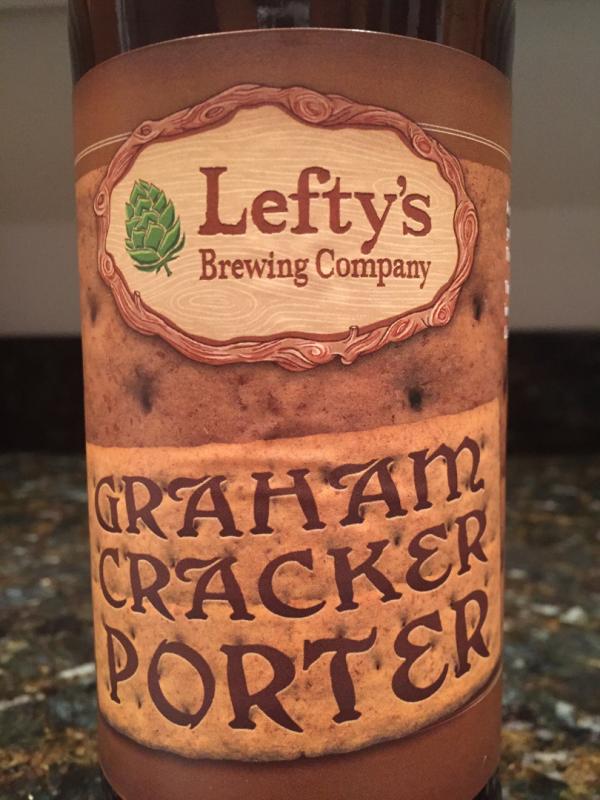 Lefty's
Brewing Company
GRAHAM
CRACKER
PORTER